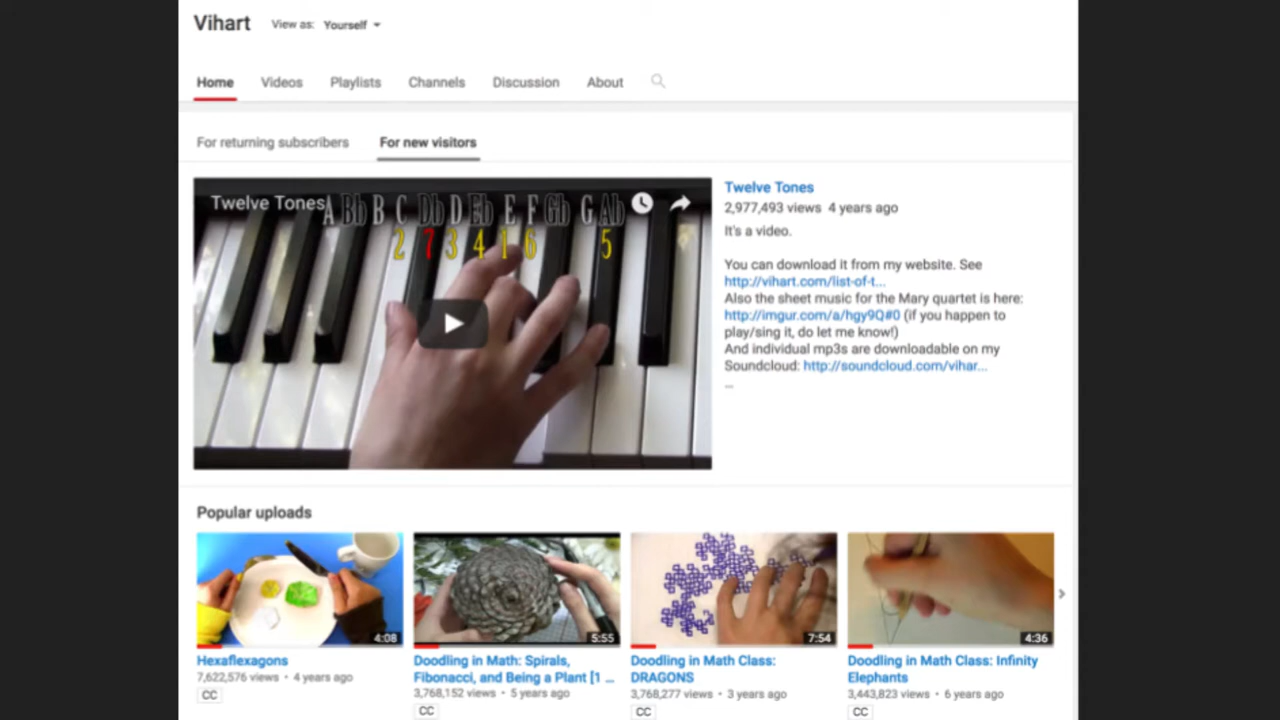 Vihart View as: Yourself
Home Videos Playlists Channels Discussion About
For returning subscribers For new visitors
Twelve Tones
A Bb B C Db D Eb E F Gb G Ab
2 7 3 4 1 6 5
Twelve Tones
2,977,493 views 4 years ago
It's a video.
You can download it from my website. See
http://vihart.com/list-of-t...
Also the sheet music for the Mary quartet is here:
http://imgur.com/a/hgy9Q#0 (if you happen to
play/sing it, do let me know!)
And individual mp3s are downloadable on my
Soundcloud: http://soundcloud.com/vihar...
...
Popular uploads
4:08
Hexaflexagons
7,622,576 views • 4 years ago
CC
5:55
Doodling in Math: Spirals,
Fibonacci, and Being a Plant [1 ...
3,768,152 views • 5 years ago
CC
7:54
Doodling in Math Class:
DRAGONS
3,768,277 views • 3 years ago
CC
4:36
Doodling in Math Class: Infinity
Elephants
3,443,823 views • 6 years ago
CC